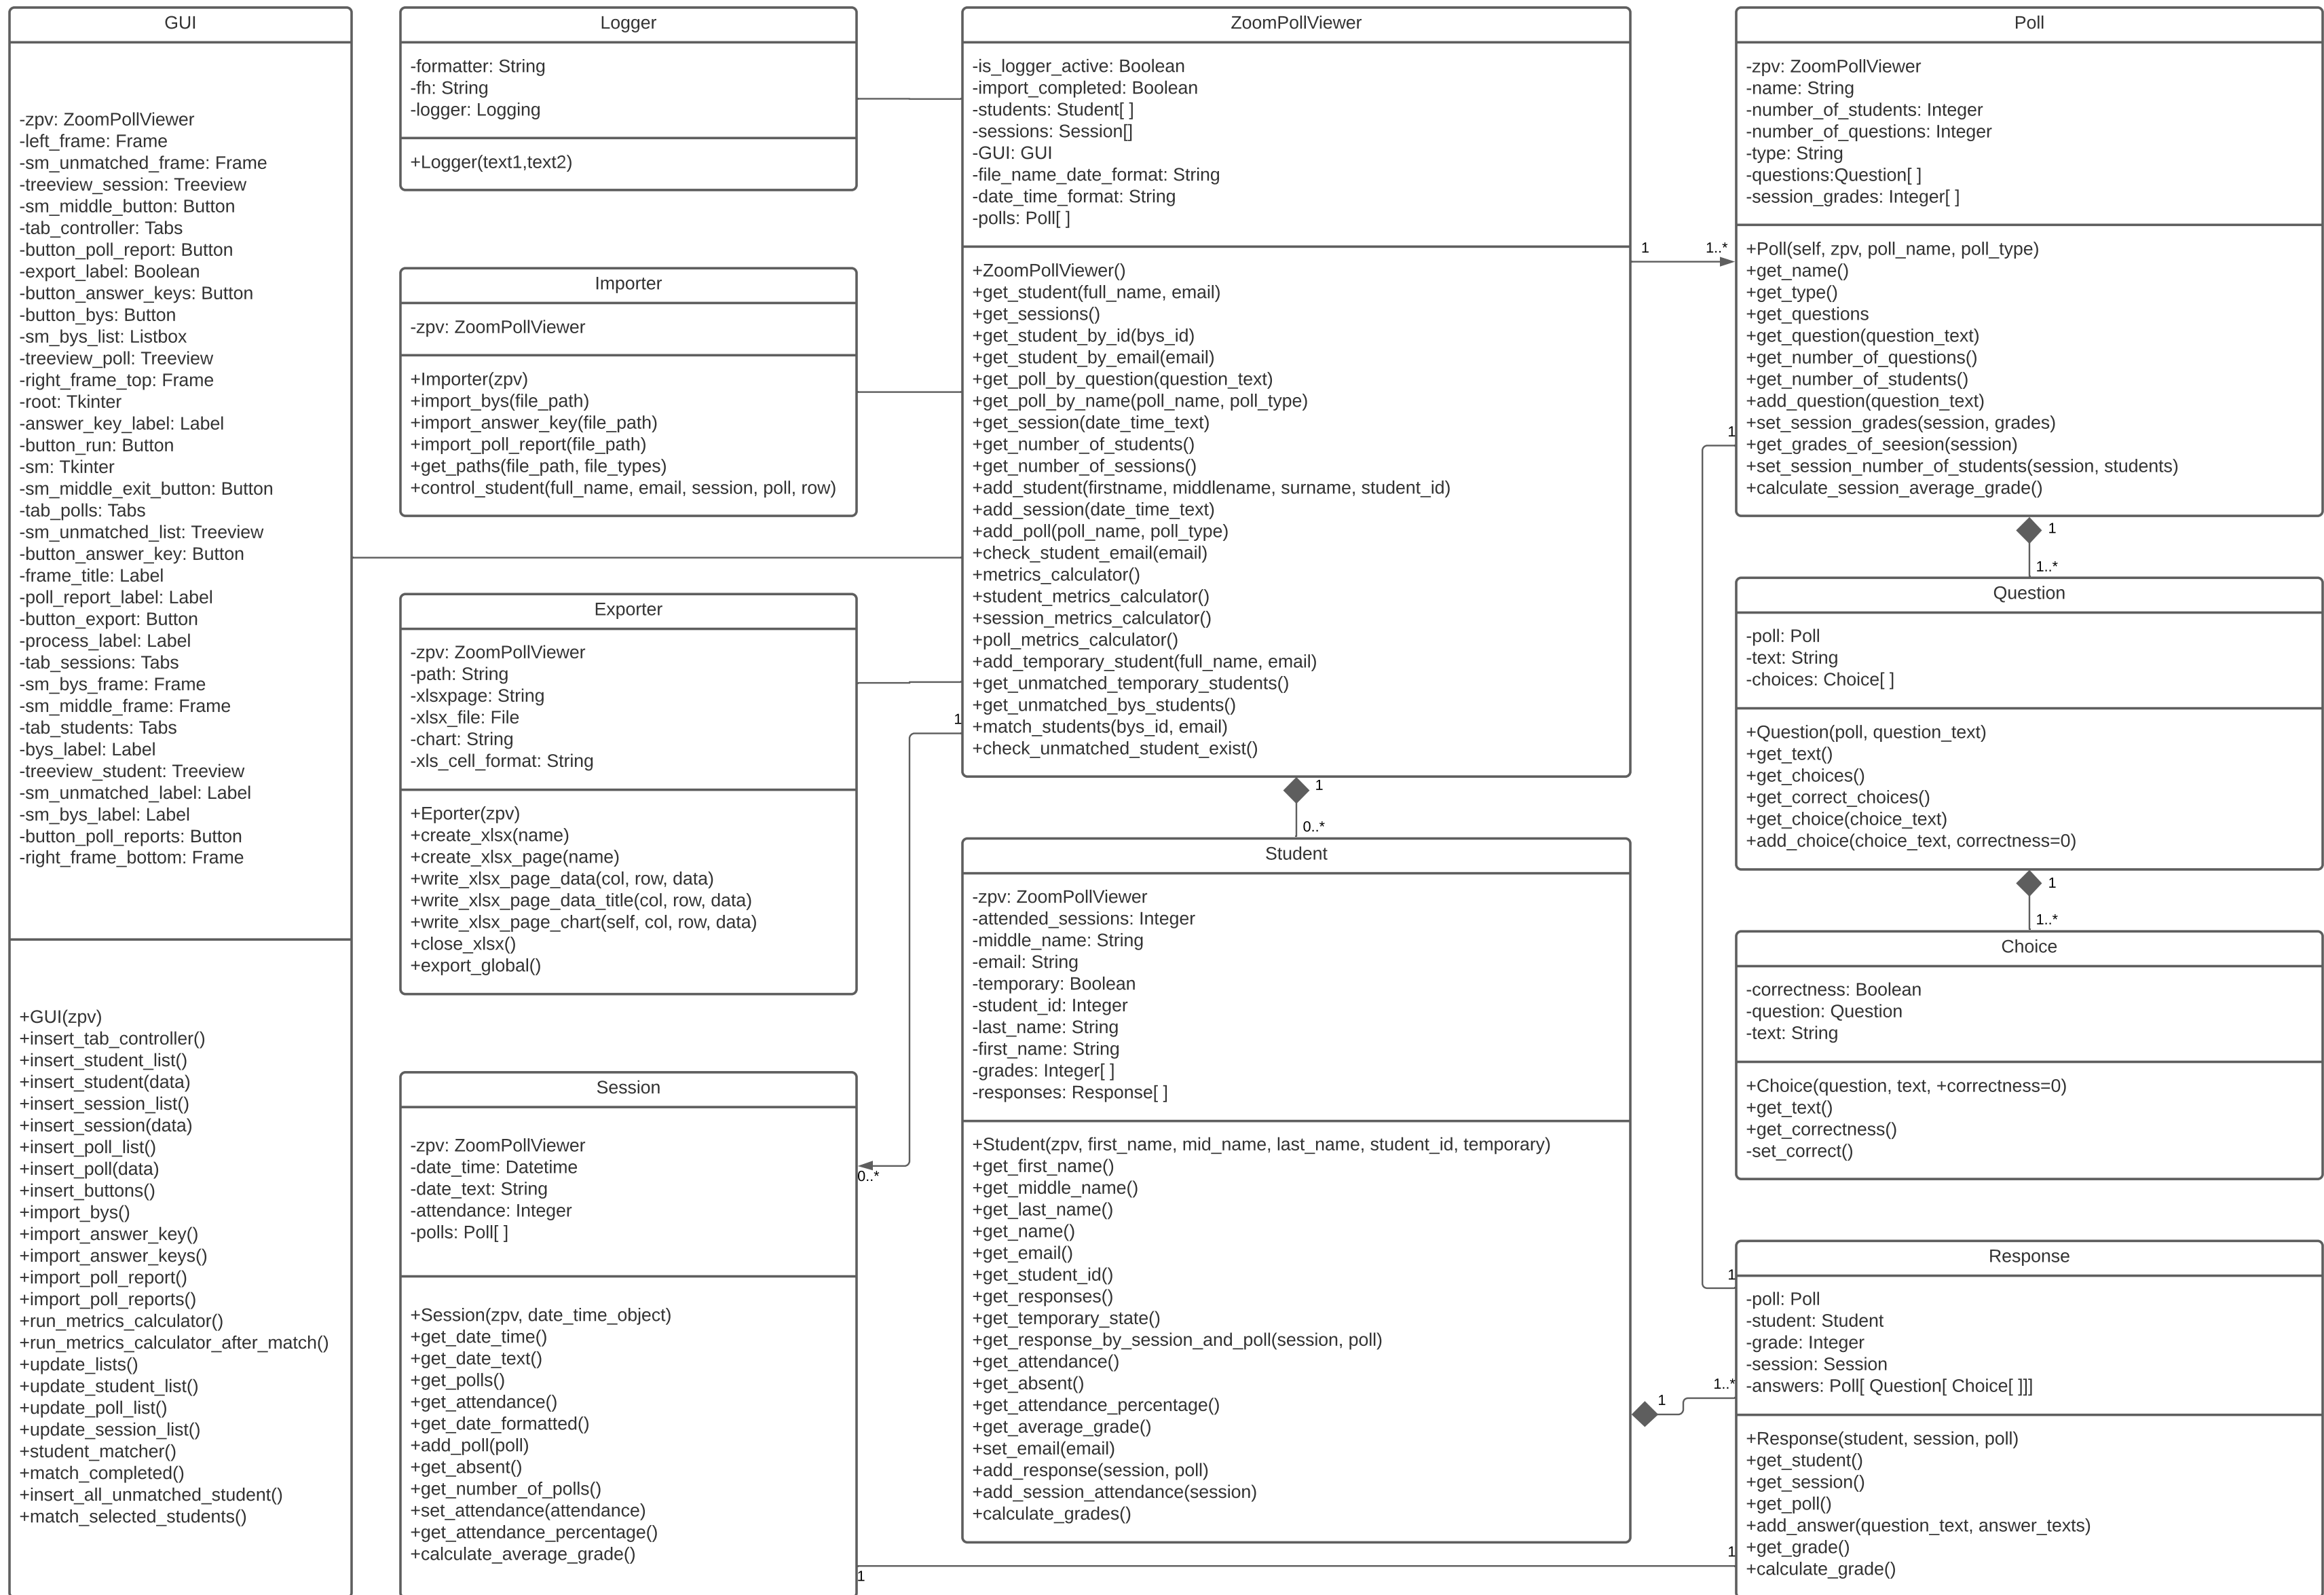 GUI
-zpv: ZoomPollViewer
-left_frame: Frame
-sm_unmatched_frame: Frame
-treeview_session: Treeview
-sm_middle_button: Button
-tab_controller: Tabs
-button_poll_report: Button
-export_label: Boolean
-button_answer_keys: Button
-button_bys: Button
-sm_bys_list: Listbox
-treeview_poll: Treeview
-right_frame_top: Frame
-root: Tkinter
-answer_key_label: Label
-button_run: Button
-sm: Tkinter
-sm_middle_exit_button: Button
-tab_polls: Tabs
-sm_unmatched_list: Treeview
-button_answer_key: Button
-frame_title: Label
-poll_report_label: Label
-button_export: Button
-process_label: Label
-tab_sessions: Tabs
-sm_bys_frame: Frame
-sm_middle_frame: Frame
-tab_students: Tabs
-bys_label: Label
-treeview_student: Treeview
-sm_unmatched_label: Label
-sm_bys_label: Label
-button_poll_reports: Button
-right_frame_bottom: Frame
+GUI(zpv)
+insert_tab_controller()
+insert_student_list()
+insert_student(data)
+insert_session_list()
+insert_session(data)
+insert_poll_list()
+insert_poll(data)
+insert_buttons()
+import_bys()
+import_answer_key()
+import_answer_keys()
+import_poll_report()
+import_poll_reports()
+run_metrics_calculator()
+run_metrics_calculator_after_match()
+update_lists()
+update_student_list()
+update_poll_list()
+update_session_list()
+student_matcher()
+match_completed()
+insert_all_unmatched_student()
+match_selected_students()
Logger
-formatter: String
-fh: String
-logger: Logging
+Logger(text1,text2)
Importer
-zpv: ZoomPollViewer
+Importer(zpv)
+import_bys(file_path)
+import_answer_key(file_path)
+import_poll_report(file_path)
+get_paths(file_path, file_types)
+control_student(full_name, email, session, poll, row)
Exporter
-zpv: ZoomPollViewer
-path: String
-xlsxpage: String
-xlsx_file: File
-chart: String
-xls_cell_format: String
+Eporter(zpv)
+create_xlsx(name)
+create_xlsx_page(name)
+write_xlsx_page_data(col, row, data)
+write_xlsx_page_data_title(col, row, data)
+write_xlsx_page_chart(self, col, row, data)
+close_xlsx()
+export_global()
Session
-zpv: ZoomPollViewer
-date_time: Datetime
-date_text: String
-attendance: Integer
-polls: Poll[ ]
+Session(zpv, date_time_object)
+get_date_time()
+get_date_text()
+get_polls()
+get_attendance()
+get_date_formatted()
+add_poll(poll)
+get_absent()
+get_number_of_polls()
+set_attendance(attendance)
+get_attendance_percentage()
+calculate_average_grade()
ZoomPollViewer
-is_logger_active: Boolean
-import_completed: Boolean
-students: Student[ ]
-sessions: Session[]
-GUI: GUI
-file_name_date_format: String
-date_time_format: String
-polls: Poll[ ]
+ZoomPollViewer()
+get_student(full_name, email)
+get_sessions()
+get_student_by_id(bys_id)
+get_student_by_email(email)
+get_poll_by_question(question_text)
+get_poll_by_name(poll_name, poll_type)
+get_session(date_time_text)
+get_number_of_students()
+get_number_of_sessions()
+add_student(firstname, middlename, surname, student_id)
+add_session(date_time_text)
+add_poll(poll_name, poll_type)
+check_student_email(email)
+metrics_calculator()
+student_metrics_calculator()
+session_metrics_calculator()
+poll_metrics_calculator()
+add_temporary_student(full_name, email)
+get_unmatched_temporary_students()
+get_unmatched_bys_students()
+match_students(bys_id, email)
+check_unmatched_student_exist()
1
0..*
1
0..*
Student
-zpv: ZoomPollViewer
-attended_sessions: Integer
-middle_name: String
-email: String
-temporary: Boolean
-student_id: Integer
-last_name: String
-first_name: String
-grades: Integer[ ]
-responses: Response[ ]
+Student(zpv, first_name, mid_name, last_name, student_id, temporary)
+get_first_name()
+get_middle_name()
+get_last_name()
+get_name()
+get_email()
+get_student_id()
+get_responses()
+get_temporary_state()
+get_response_by_session_and_poll(session, poll)
+get_attendance()
+get_absent()
+get_attendance_percentage()
+get_average_grade()
+set_email(email)
+add_response(session, poll)
+add_session_attendance(session)
+calculate_grades()
1 1..*
Poll
-zpv: ZoomPollViewer
-name: String
-number_of_students: Integer
-number_of_questions: Integer
-type: String
-questions:Question[ ]
-session_grades: Integer[ ]
+Poll(self, zpv, poll_name, poll_type)
+get_name()
+get_type()
+get_questions
+get_question(question_text)
+get_number_of_questions()
+get_number_of_students()
+add_question(question_text)
+set_session_grades(session, grades)
+get_grades_of_seesion(session)
+set_session_number_of_students(session, students)
+calculate_session_average_grade()
1
1
1..*
Question
-poll: Poll
-text: String
-choices: Choice[ ]
+Question(poll, question_text)
+get_text()
+get_choices()
+get_correct_choices()
+get_choice(choice_text)
+add_choice(choice_text, correctness=0)
1
1..*
Choice
-correctness: Boolean
-question: Question
-text: String
+Choice(question, text, +correctness=0)
+get_text()
+get_correctness()
-set_correct()
1
Response
-poll: Poll
-student: Student
-grade: Integer
-session: Session
-answers: Poll[ Question[ Choice[ ]]]
+Response(student, session, poll)
+get_student()
+get_session()
+get_poll()
+add_answer(question_text, answer_texts)
+get_grade()
+calculate_grade()
1 1..*
1 1